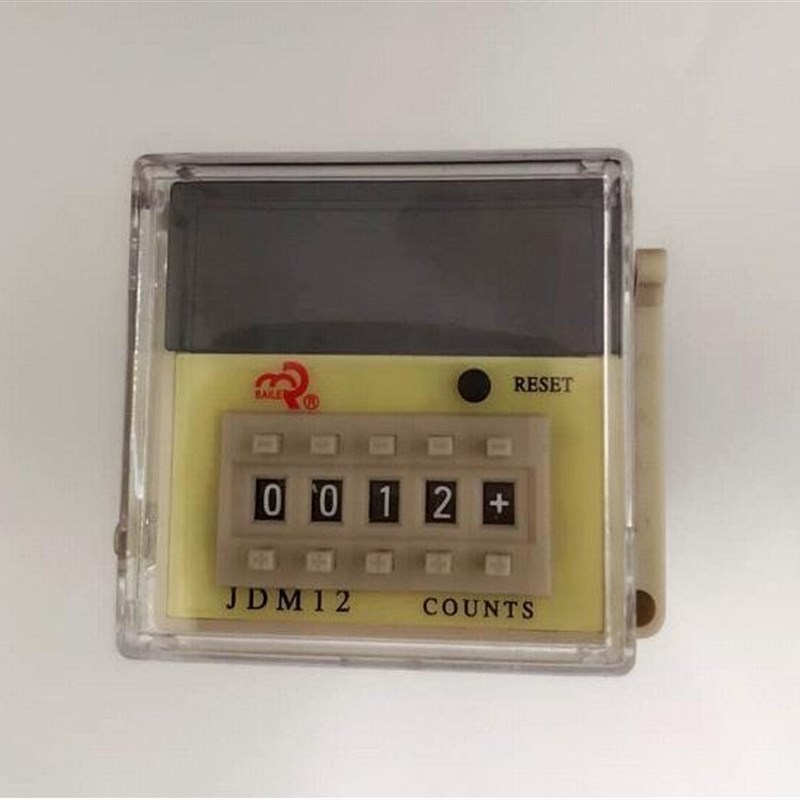 BAILE ®
RESET
0 0 1 2 +
JDM12
COUNTS